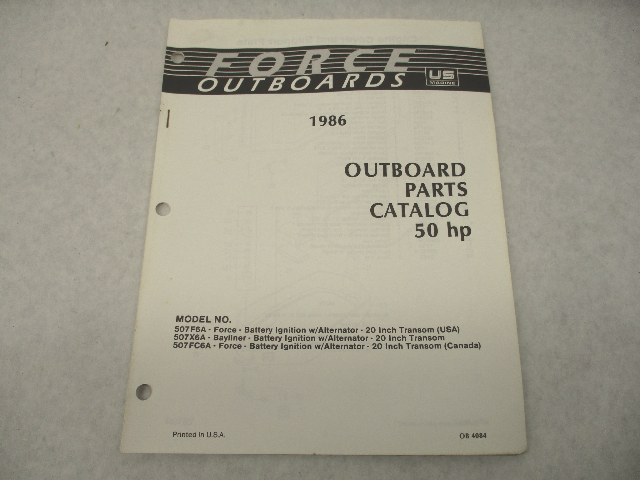 FORCE
OUTBOARDS
US
MARINE
1986
OUTBOARD
PARTS
CATALOG
50 hp
MODEL NO.
507F6A - Force - Battery Ignition w/Alternator - 20 Inch Transom (USA)
507X6A - Bayliner - Battery Ignition w/Alternator - 20 Inch Transom
507FC6A - Force - Battery Ignition w/Alternator - 20 Inch Transom (Canada)
Printed in U.S.A.
OB 4684